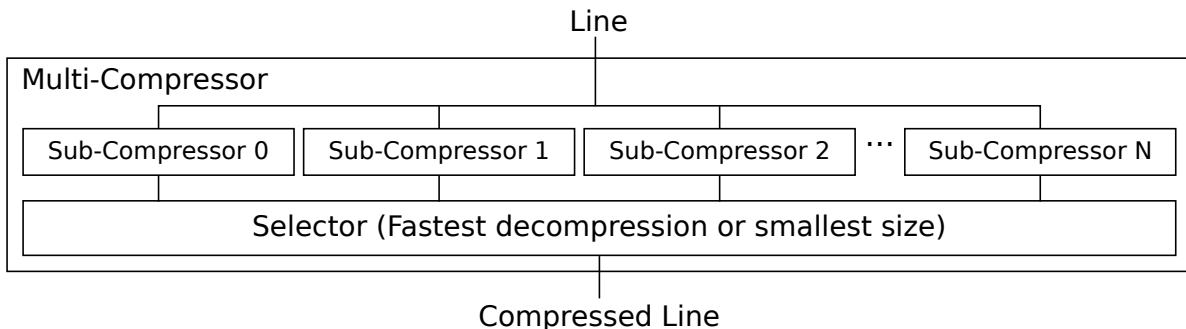 Line
Multi-Compressor
Sub-Compressor 0
Sub-Compressor 1
Sub-Compressor 2
...
Sub-Compressor N
Selector (Fastest decompression or smallest size)
Compressed Line